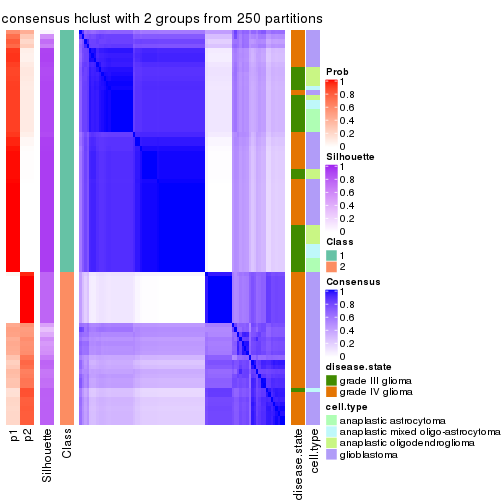 consensus hclust with 2 groups from 250 partitions
Prob
1
0.8
0.6
0.4
0.2
0
Silhouette
1
0.8
0.6
0.4
0.2
0
Class
1
2
Consensus
1
0.8
0.6
0.4
0.2
0
disease.state
grade III glioma
grade IV glioma
cell.type
anaplastic astrocytoma
anaplastic mixed oligo-astrocytoma
anaplastic oligodendroglioma
glioblastoma
p1
p2
Silhouette
Class
disease.state
cell.type